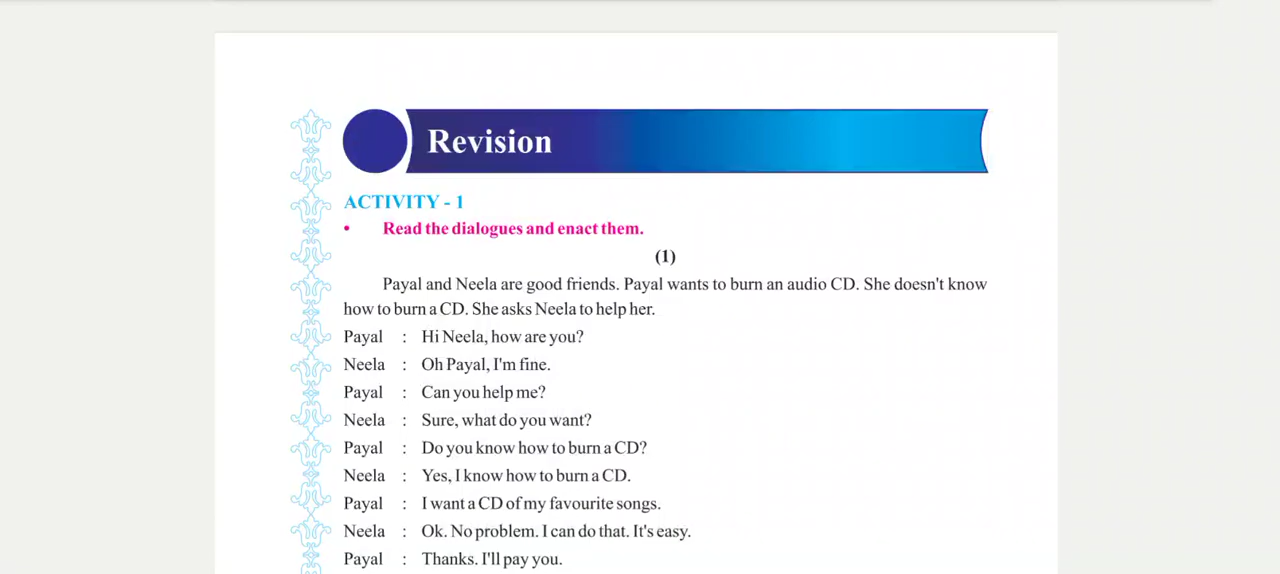 Revision
ACTIVITY - 1
• Read the dialogues and enact them.
(1)
Payal and Neela are good friends. Payal wants to burn an audio CD. She doesn't know
how to burn a CD. She asks Neela to help her.
Payal : Hi Neela, how are you?
Neela : Oh Payal, I'm fine.
Payal : Can you help me?
Neela : Sure, what do you want?
Payal : Do you know how to burn a CD?
Neela : Yes, I know how to burn a CD.
Payal : I want a CD of my favourite songs.
Neela : Ok. No problem. I can do that. It's easy.
Payal : Thanks. I'll pay you.